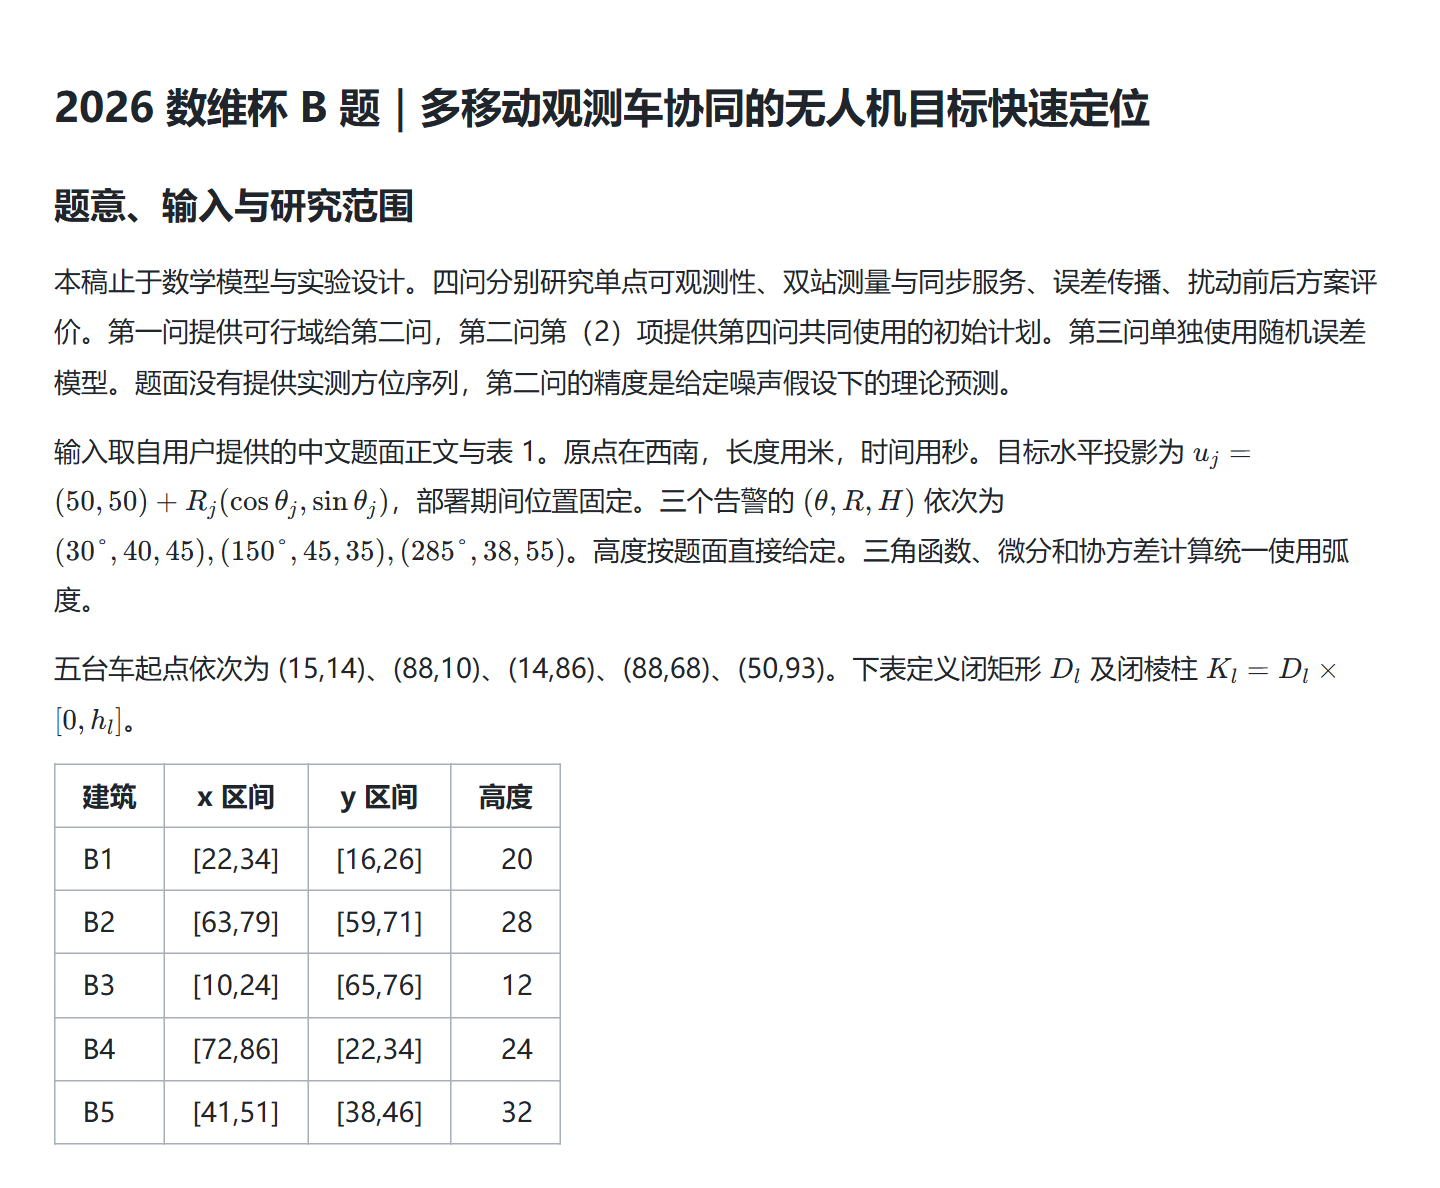 2026 数维杯 B 题｜多移动观测车协同的无人机目标快速定位
题意、输入与研究范围
本稿止于数学模型与实验设计。四问分别研究单点可观测性、双站测量与同步服务、误差传播、扰动前后方案评
价。第一问提供可行域给第二问，第二问第（2）项提供第四问共同使用的初始计划。第三问单独使用随机误差
模型。题面没有提供实测方位序列，第二问的精度是给定噪声假设下的理论预测。
输入取自用户提供的中文题面正文与表 1。原点在西南，长度用米，时间用秒。目标水平投影为 u_j =
(50, 50) + R_j(cos θ_j, sin θ_j)，部署期间位置固定。三个告警的 (θ, R, H) 依次为
(30°, 40, 45), (150°, 45, 35), (285°, 38, 55)。高度按题面直接给定。三角函数、微分和协方差计算统一使用弧
度。
五台车起点依次为 (15,14)、(88,10)、(14,86)、(88,68)、(50,93)。下表定义闭矩形 D_l 及闭棱柱 K_l = D_l ×
[0, h_l]。
建筑 x 区间 y 区间 高度
B1 [22,34] [16,26] 20
B2 [63,79] [59,71] 28
B3 [10,24] [65,76] 12
B4 [72,86] [22,34] 24
B5 [41,51] [38,46] 32